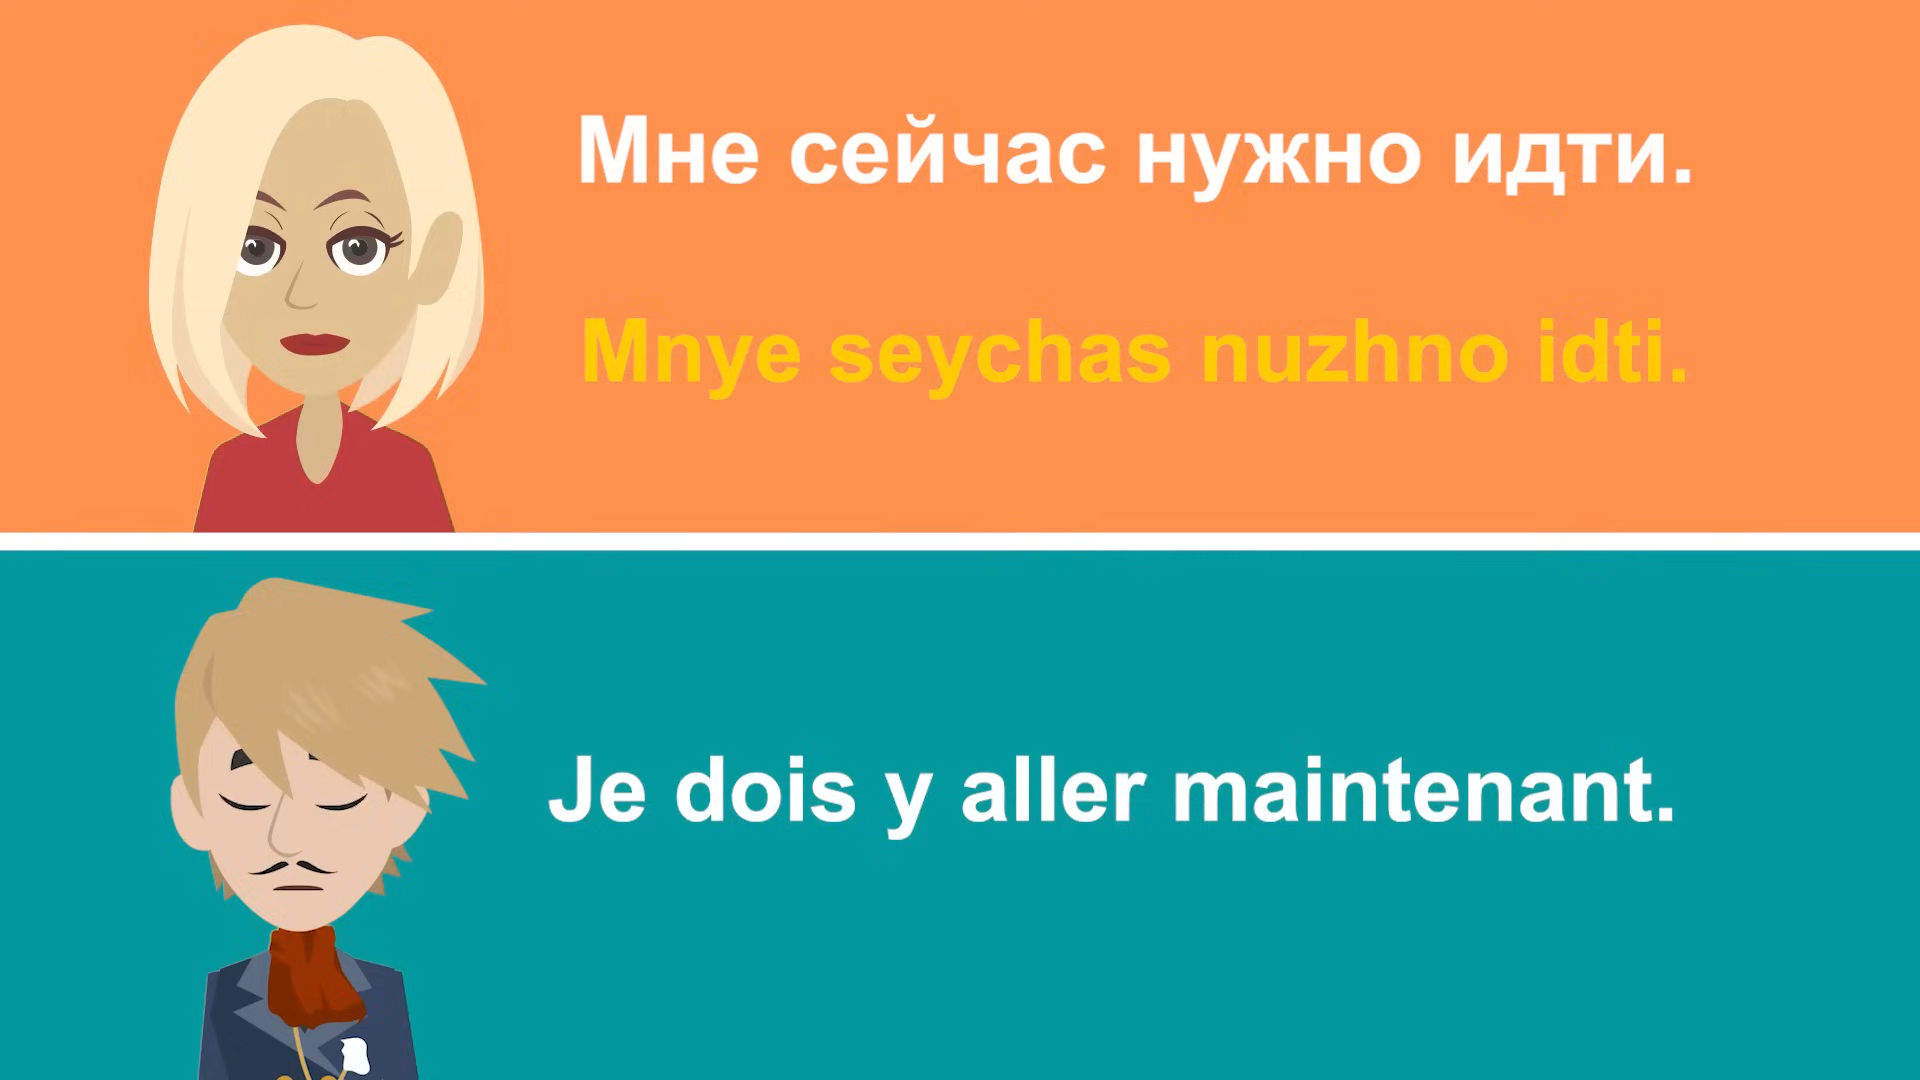 Мне сейчас нужно идти.
Mnye seychas nuzhno idti.
Je dois y aller maintenant.